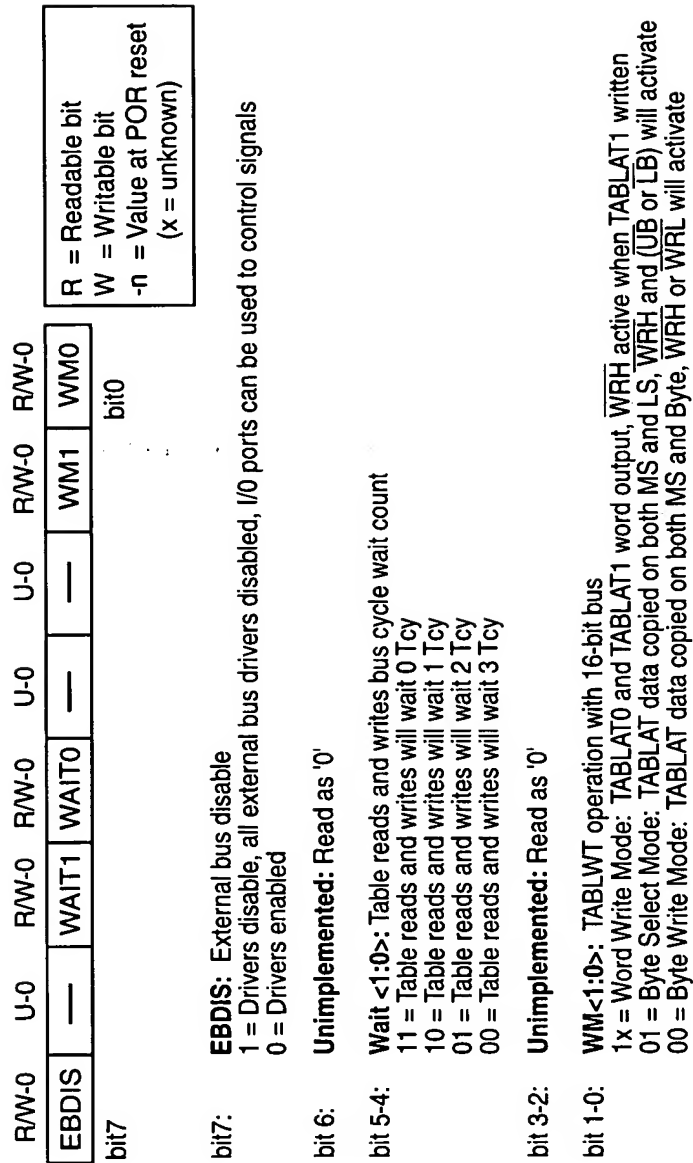 R/W-0 U-0 R/W-0 R/W-0 U-0 U-0 R/W-0 R/W-0
EBDIS — WAIT1 WAIT0 — — WM1 WM0
bit7 bit0
R = Readable bit
W = Writable bit
-n = Value at POR reset
(x = unknown)
bit7: EBDIS: External bus disable
1 = Drivers disable, all external bus drivers disabled, I/0 ports can be used to control signals
0 = Drivers enabled
bit 6: Unimplemented: Read as '0'
bit 5-4: Wait <1:0>: Table reads and writes bus cycle wait count
11 = Table reads and writes will wait 0 Tcy
10 = Table reads and writes will wait 1 Tcy
01 = Table reads and writes will wait 2 Tcy
00 = Table reads and writes will wait 3 Tcy
bit 3-2: Unimplemented: Read as '0'
bit 1-0: WM<1:0>: TABLWT operation with 16-bit bus
1x = Word Write Mode: TABLAT0 and TABLAT1 word output, WRH active when TABLAT1 written
01 = Byte Select Mode: TABLAT data copied on both MS and LS, WRH and (UB or LB) will activate
00 = Byte Write Mode: TABLAT data copied on both MS and Byte, WRH or WRL will activate